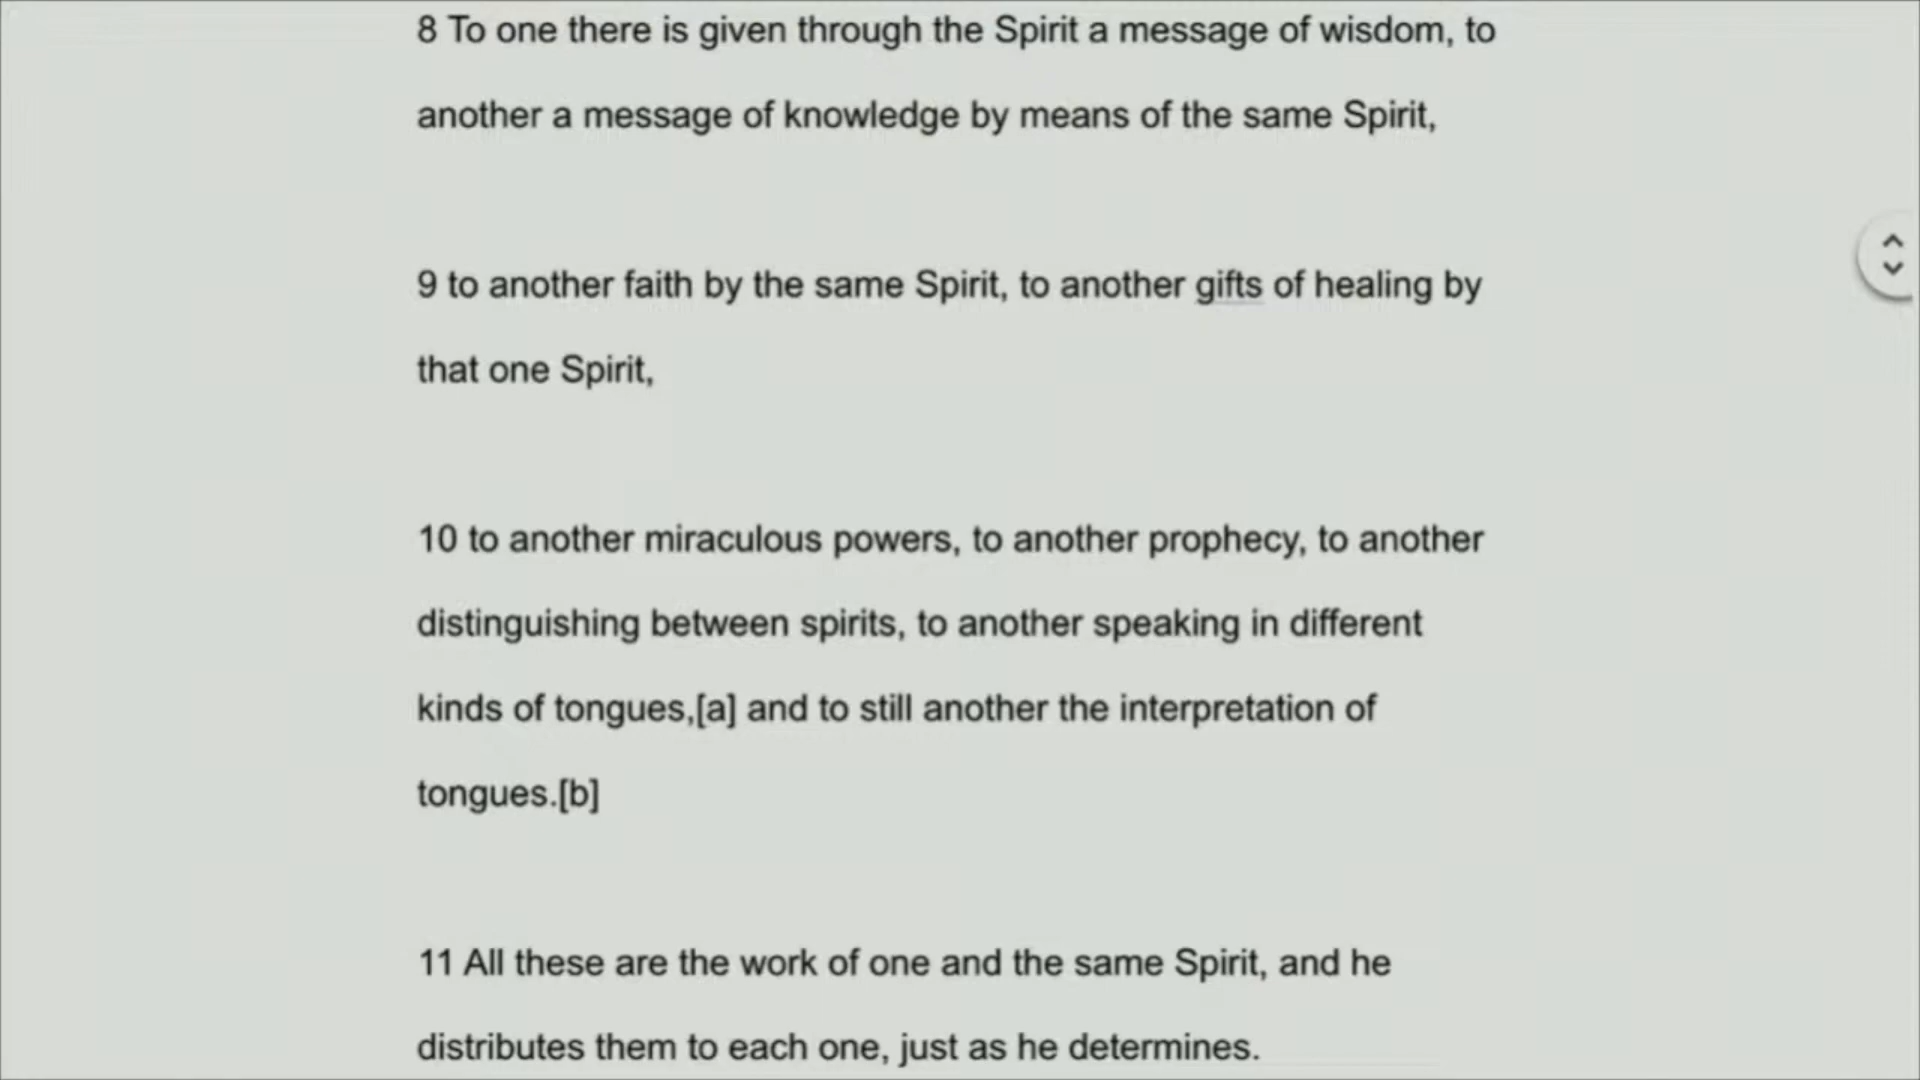 8 To one there is given through the Spirit a message of wisdom, to
another a message of knowledge by means of the same Spirit,
9 to another faith by the same Spirit, to another gifts of healing by
that one Spirit,
10 to another miraculous powers, to another prophecy, to another
distinguishing between spirits, to another speaking in different
kinds of tongues,[a] and to still another the interpretation of
tongues.[b]
11 All these are the work of one and the same Spirit, and he
distributes them to each one, just as he determines.